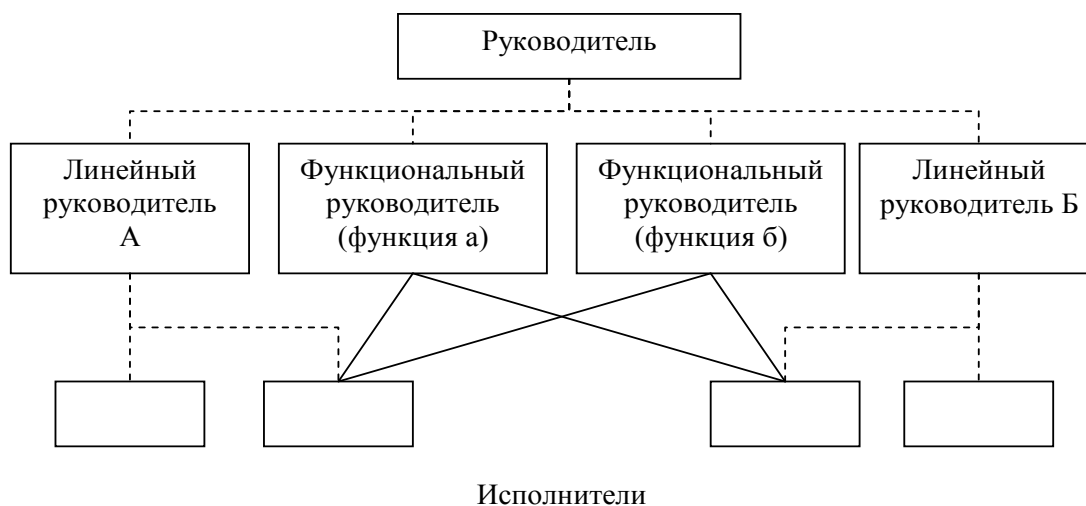 Руководитель
Линейный
руководитель
А
Функциональный
руководитель
(функция а)
Функциональный
руководитель
(функция б)
Линейный
руководитель Б
Исполнители